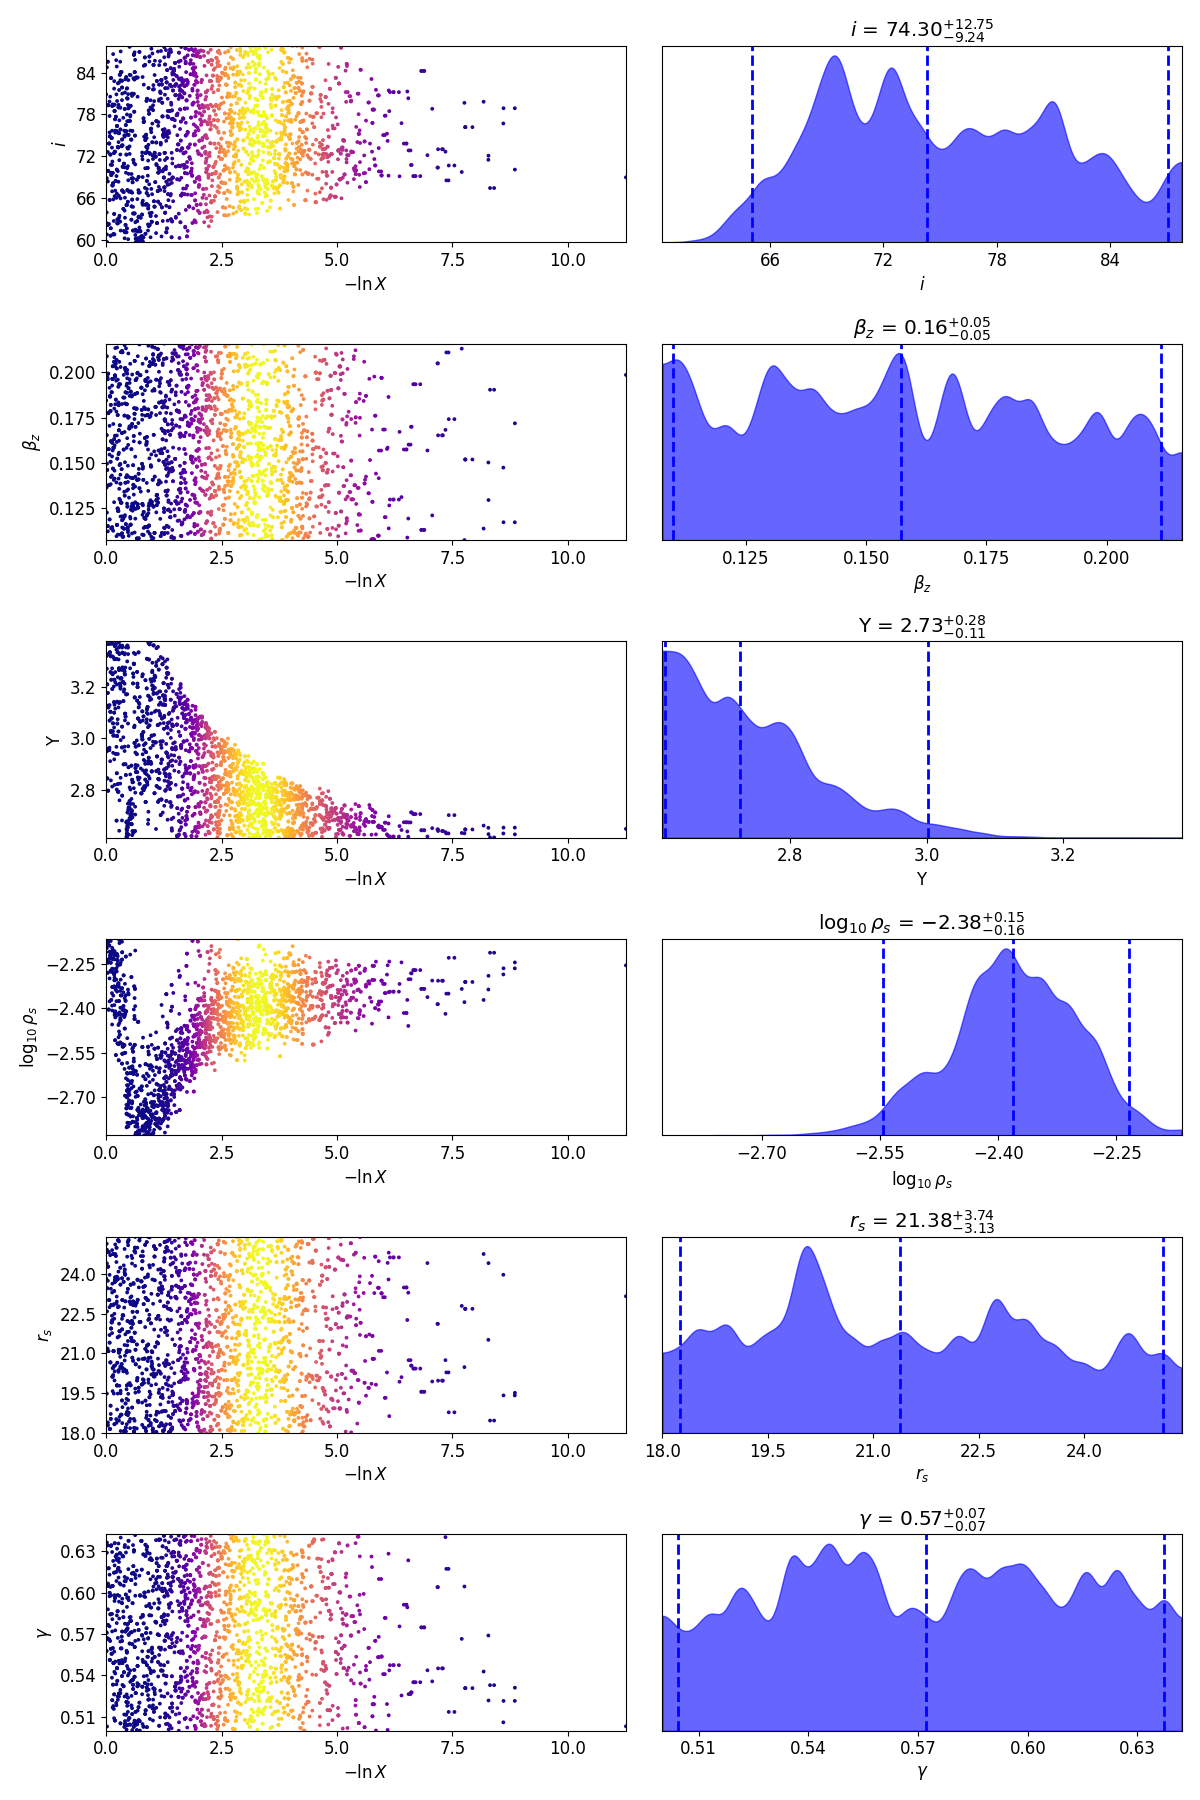 i = 74.30+12.75−9.24
84
78
72
66
60
i
0.0 2.5 5.0 7.5 10.0
66 72 78 84
−ln X
i
βz = 0.16+0.05−0.05
0.200
0.175
0.150
0.125
βz
0.0 2.5 5.0 7.5 10.0
0.125 0.150 0.175 0.200
−ln X
βz
Y = 2.73+0.28−0.11
3.2
3.0
2.8
Y
0.0 2.5 5.0 7.5 10.0
2.8 3.0 3.2
−ln X
Y
log10 ρs = −2.38+0.15−0.16
−2.25
−2.40
−2.55
−2.70
log10 ρs
0.0 2.5 5.0 7.5 10.0
−2.70 −2.55 −2.40 −2.25
−ln X
log10 ρs
rs = 21.38+3.74−3.13
24.0
22.5
21.0
19.5
18.0
rs
0.0 2.5 5.0 7.5 10.0
18.0 19.5 21.0 22.5 24.0
−ln X
rs
γ = 0.57+0.07−0.07
0.63
0.60
0.57
0.54
0.51
γ
0.0 2.5 5.0 7.5 10.0
0.51 0.54 0.57 0.60 0.63
−ln X
γ